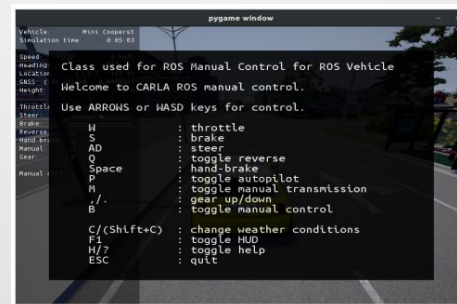 pygame window
Vehicle: Mini Cooperst
Simulation time: 0:05:03
Speed
Heading
Location
GNSS
Height
Throttle
Steer
Brake
Reverse
Hand brake
Manual
Gear:
Manual
Class used for ROS Manual Control for ROS Vehicle
Welcome to CARLA ROS manual control.
Use ARROWS or WASD keys for control.
W : throttle
S : brake
AD : steer
Q : toggle reverse
Space : hand-brake
P : toggle autopilot
M : toggle manual transmission
,/. : gear up/down
B : toggle manual control
C/(Shift+C) : change weather conditions
F1 : toggle HUD
H/? : toggle help
ESC : quit